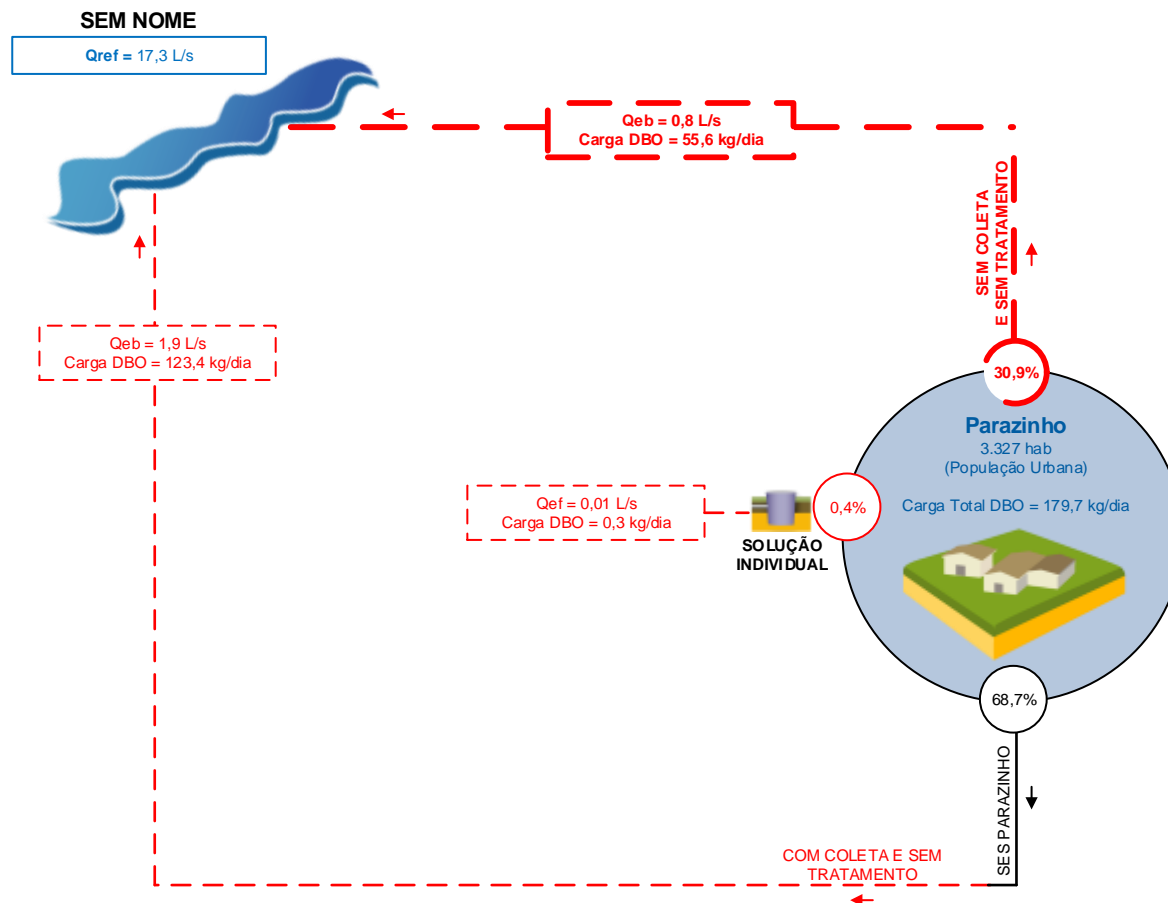 SEM NOME
Qref = 17,3 L/s
Qeb = 0,8 L/s
Carga DBO = 55,6 kg/dia
SEM COLETA
E SEM TRATAMENTO
Qeb = 1,9 L/s
Carga DBO = 123,4 kg/dia
30,9%
Parazinho
3.327 hab
(População Urbana)
Carga Total DBO = 179,7 kg/dia
Qef = 0,01 L/s
Carga DBO = 0,3 kg/dia
0,4%
SOLUÇÃO
INDIVIDUAL
68,7%
SES PARAZINHO
COM COLETA E SEM
TRATAMENTO